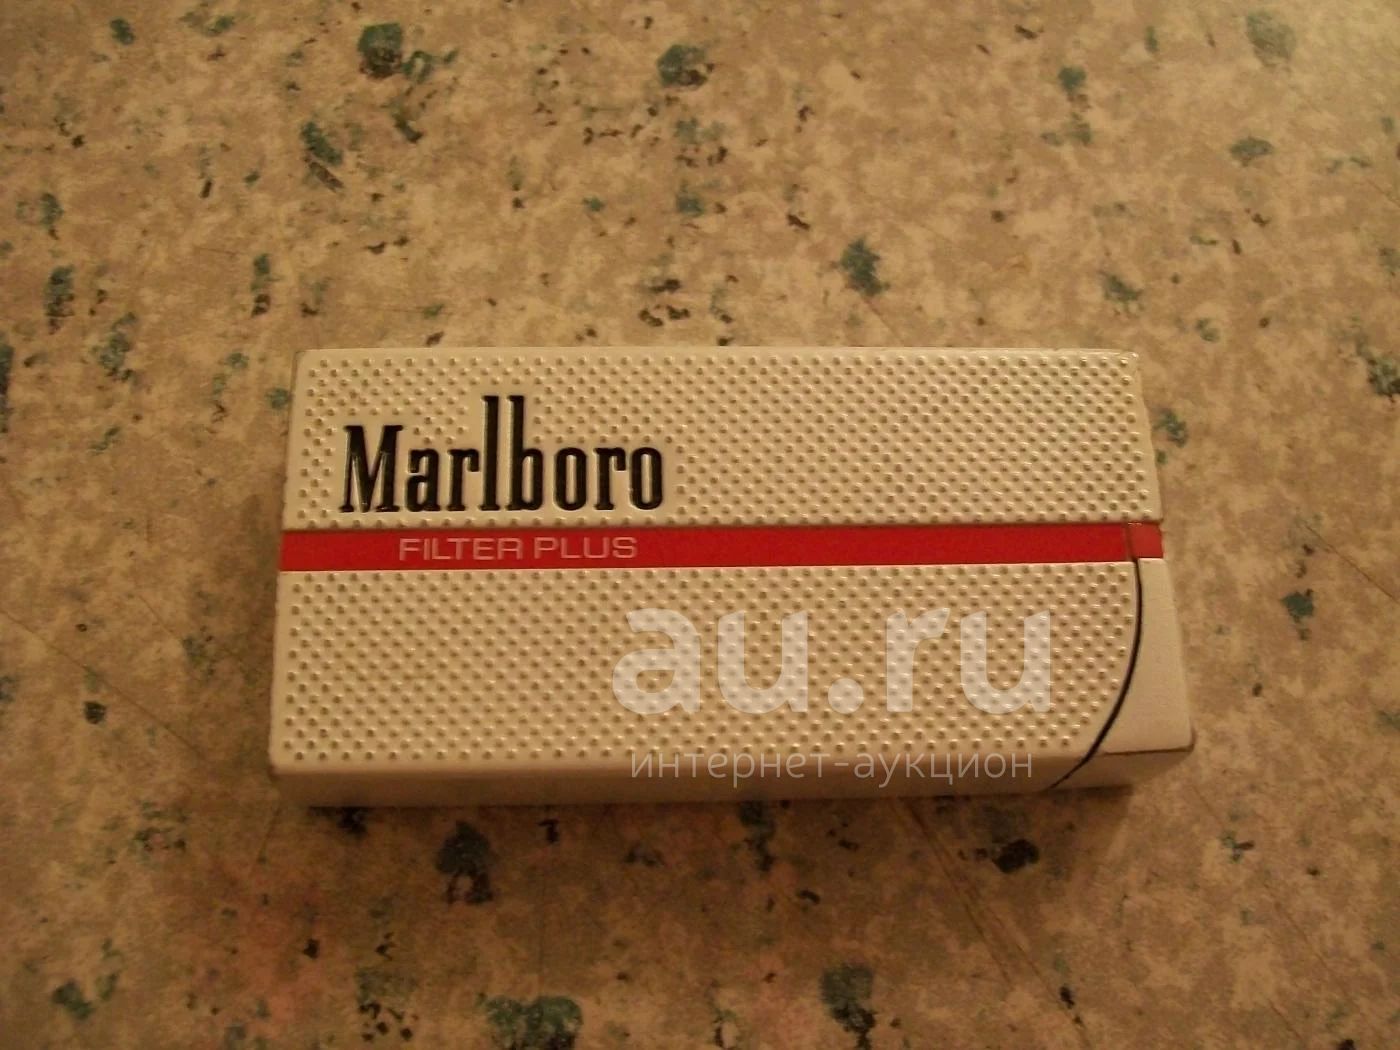 Marlboro
FILTER PLUS
au.ru
интернет-аукцион